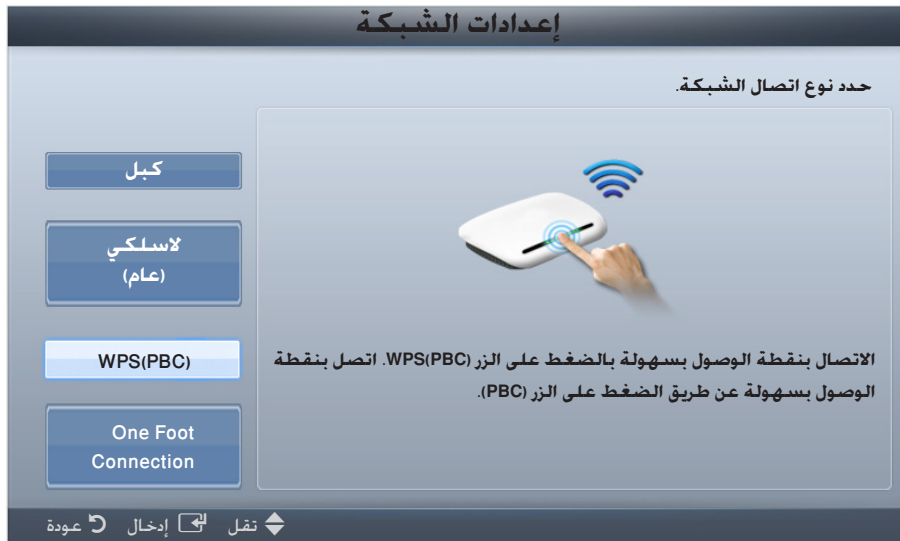 إعدادات الشبكة
حدد نوع اتصال الشبكة.
كبل
لاسلكي
(عام)
WPS(PBC)
One Foot
Connection
الاتصال بنقطة الوصول بسهولة بالضغط على الزر WPS(PBC). اتصل بنقطة
الوصول بسهولة عن طريق الضغط على الزر (PBC).
تقل إدخال عودة